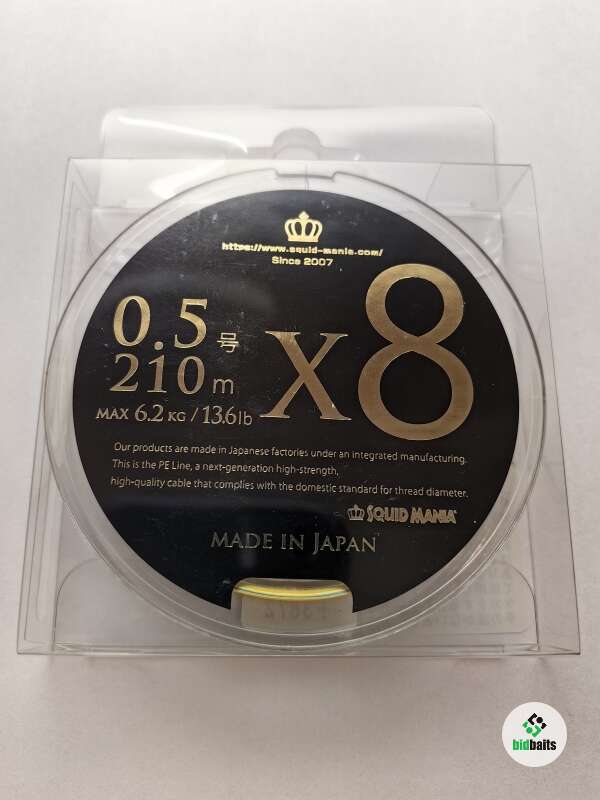 https://www.squid-mania.com/
Since 2007
0.5号
210m
MAX 6.2KG / 13.6lb
X8
Our products are made in Japanese factories under an integrated manufacturing.
This is the PE Line, a next-generation high-strength,
high-quality cable that complies with the domestic standard for thread diameter.
SQUID MANIA
MADE IN JAPAN
bidbaits